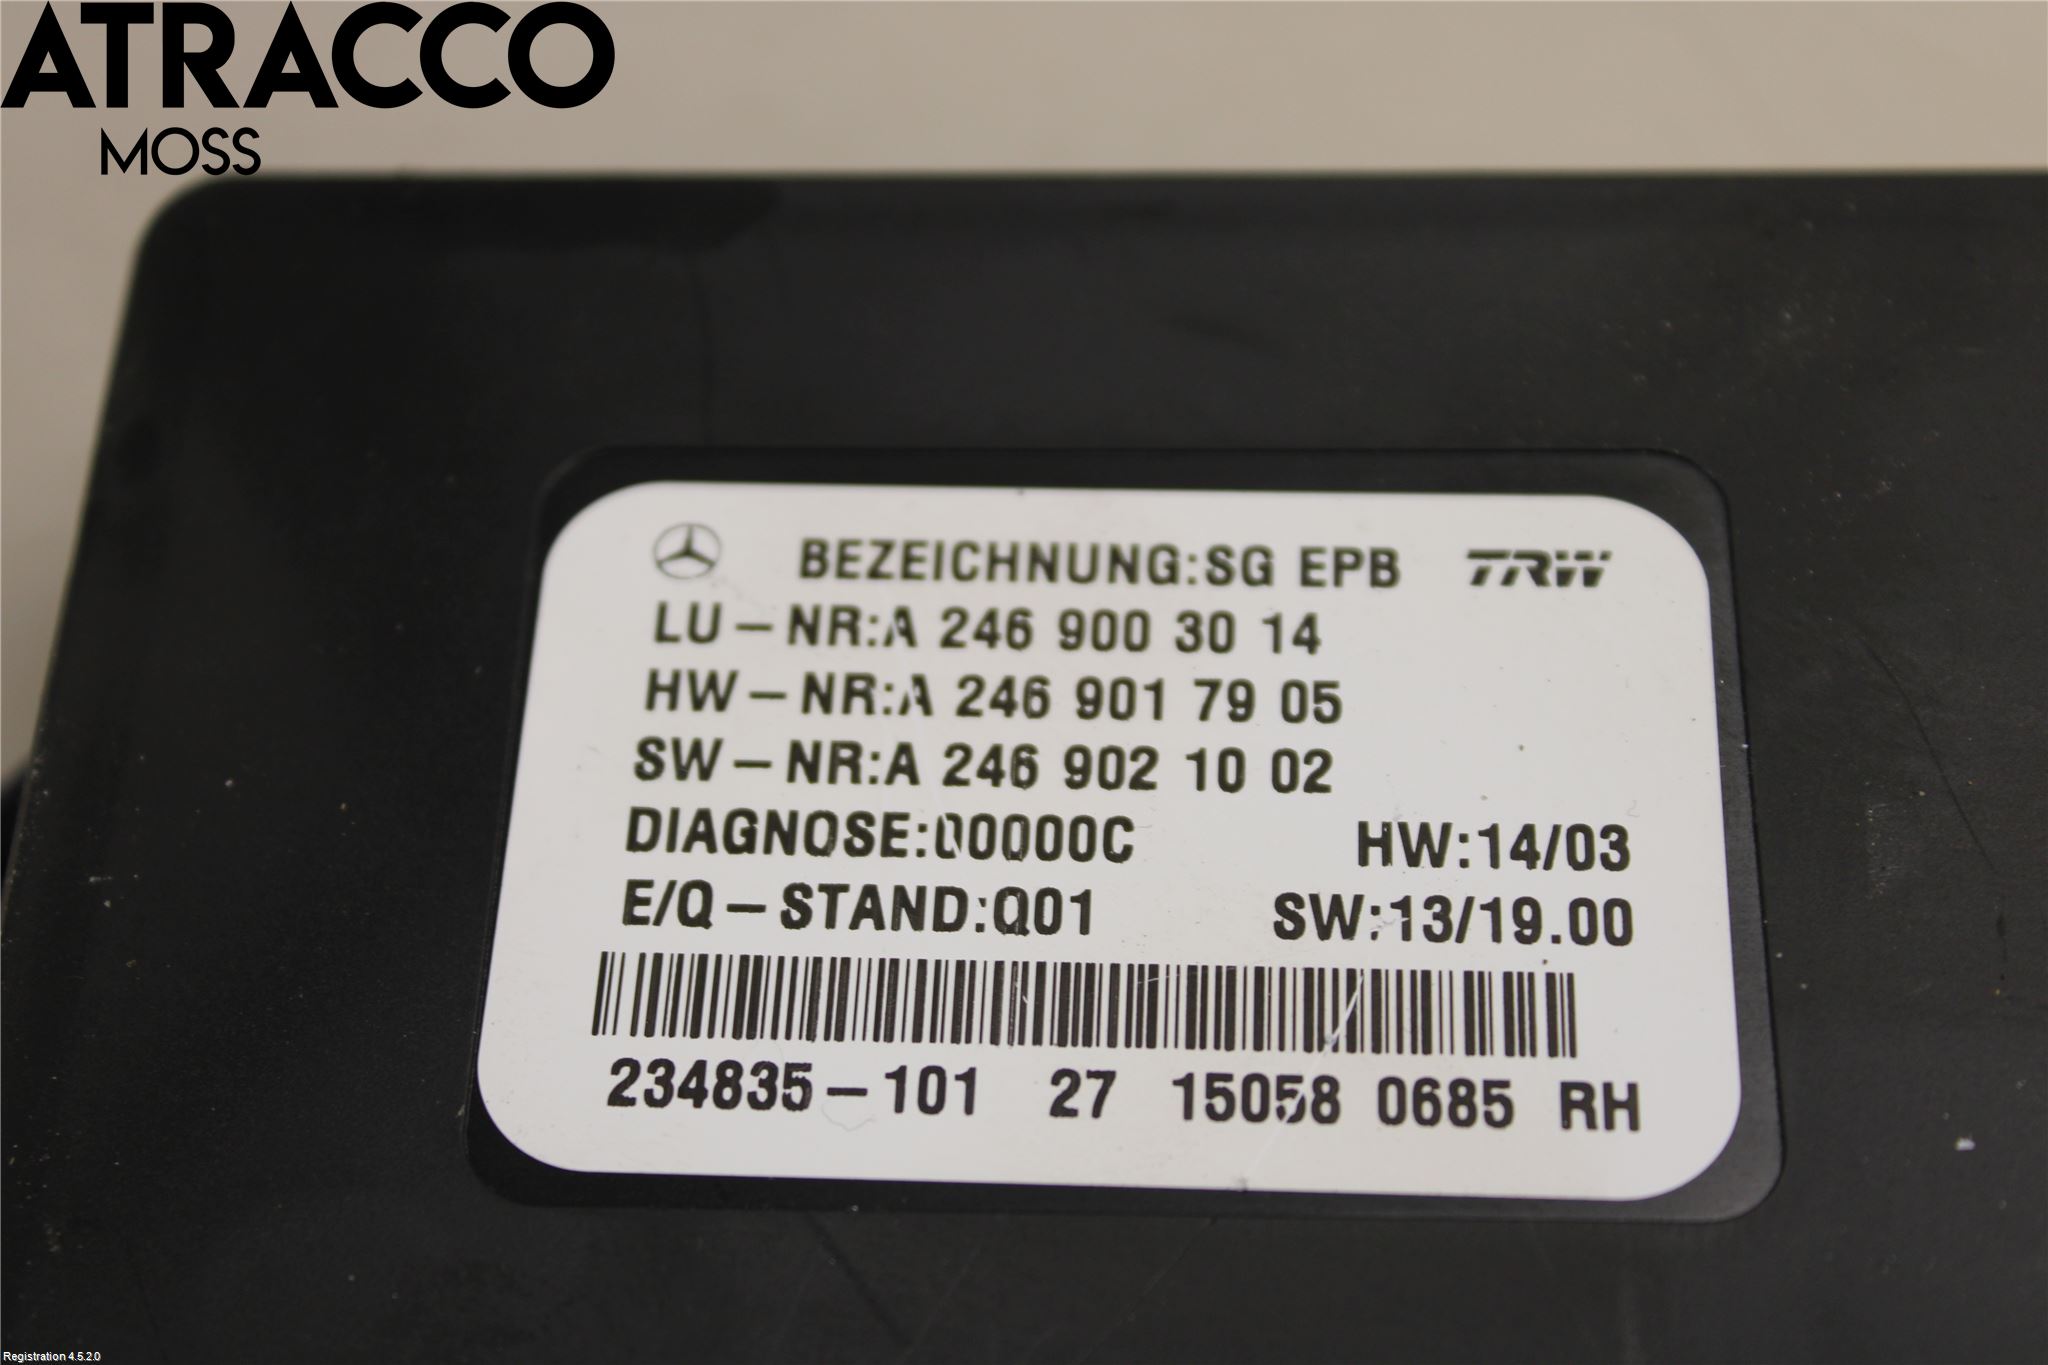 ATRACCO
MOSS
BEZEICHNUNG:SG EPB TRW
LU-NR:A 246 900 30 14
HW-NR:A 246 901 79 05
SW-NR:A 246 902 10 02
DIAGNOSE:00000C HW:14/03
E/Q-STAND:Q01 SW:13/19.00
234835-101 27 15058 0685 RH
Registration 4.5.2.0